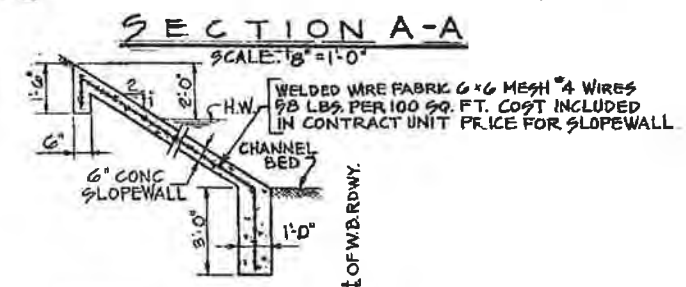 SECTION A-A
SCALE: 1/8" = 1'-0"
1'-6"
2
1
2'-0"
H.W.
WELDED WIRE FABRIC 6x6 MESH #4 WIRES
58 LBS. PER 100 SQ. FT. COST INCLUDED
IN CONTRACT UNIT PRICE FOR SLOPEWALL
6"
CHANNEL
BED
6" CONC
SLOPEWALL
3'-0"
1'-0"
OF W.B. RDWY.